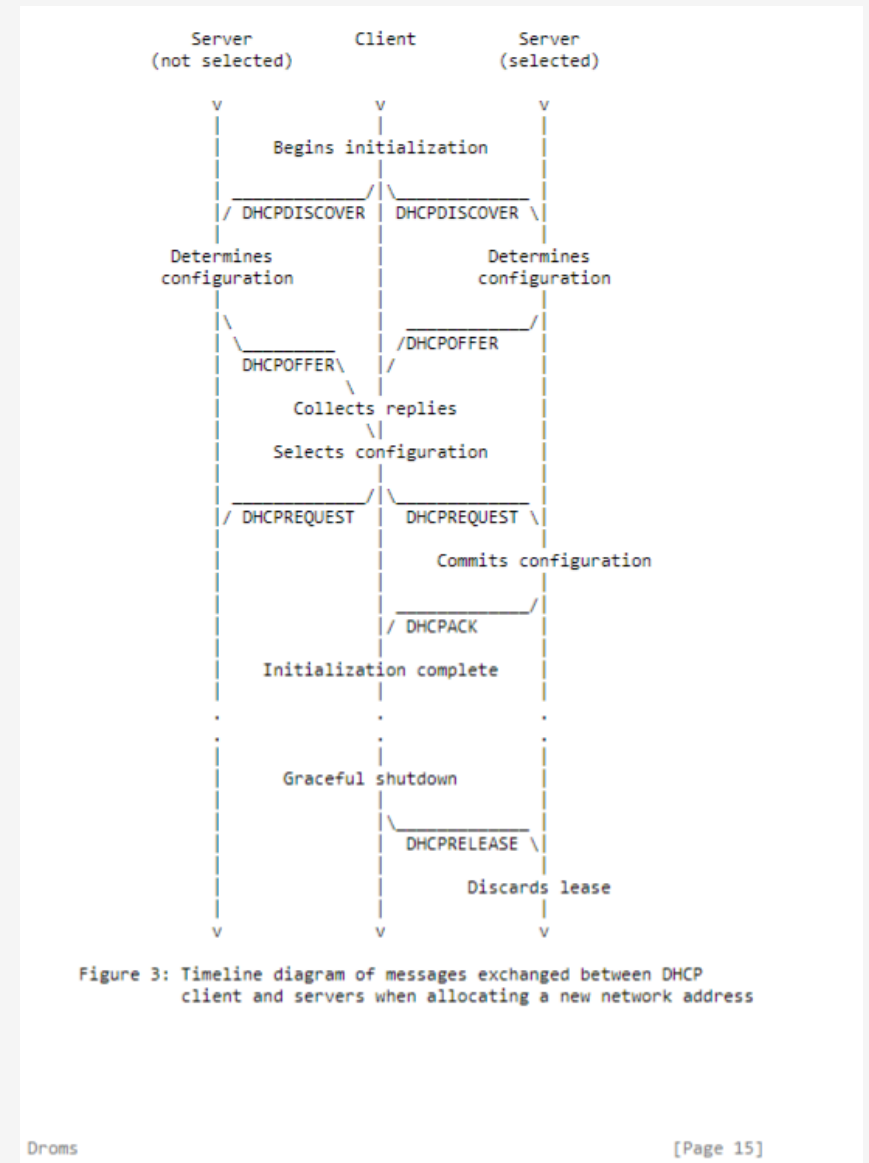 Server Client Server
(not selected) (selected)
v v v
Begins initialization
DHCPDISCOVER DHCPDISCOVER
Determines Determines
configuration configuration
DHCPOFFER
DHCPOFFER
Collects replies
Selects configuration
DHCPREQUEST DHCPREQUEST
Commits configuration
DHCPACK
Initialization complete
. . .
. . .
Graceful shutdown
DHCPRELEASE
Discards lease
v v v
Figure 3: Timeline diagram of messages exchanged between DHCP
client and servers when allocating a new network address
Droms [Page 15]